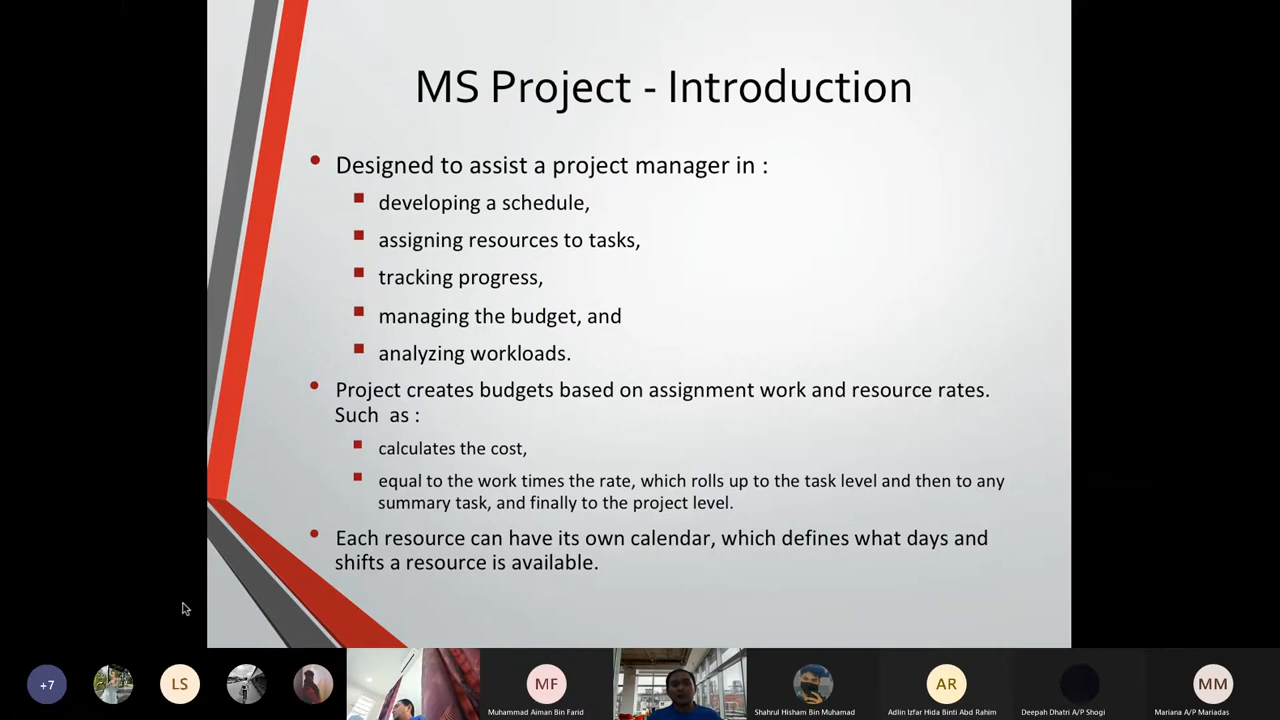 MS Project - Introduction
• Designed to assist a project manager in :
▪ developing a schedule,
▪ assigning resources to tasks,
▪ tracking progress,
▪ managing the budget, and
▪ analyzing workloads.
• Project creates budgets based on assignment work and resource rates.
Such as :
▪ calculates the cost,
▪ equal to the work times the rate, which rolls up to the task level and then to any
summary task, and finally to the project level.
• Each resource can have its own calendar, which defines what days and
shifts a resource is available.
+7
LS
MF
AR
MM
Muhammad Aiman Bin Farid
Shahrul Hisham Bin Muhamad
Adlin Izfar Hida Binti Abd Rahim
Deepah Dhatri A/P Shogi
Mariana A/P Mariadas